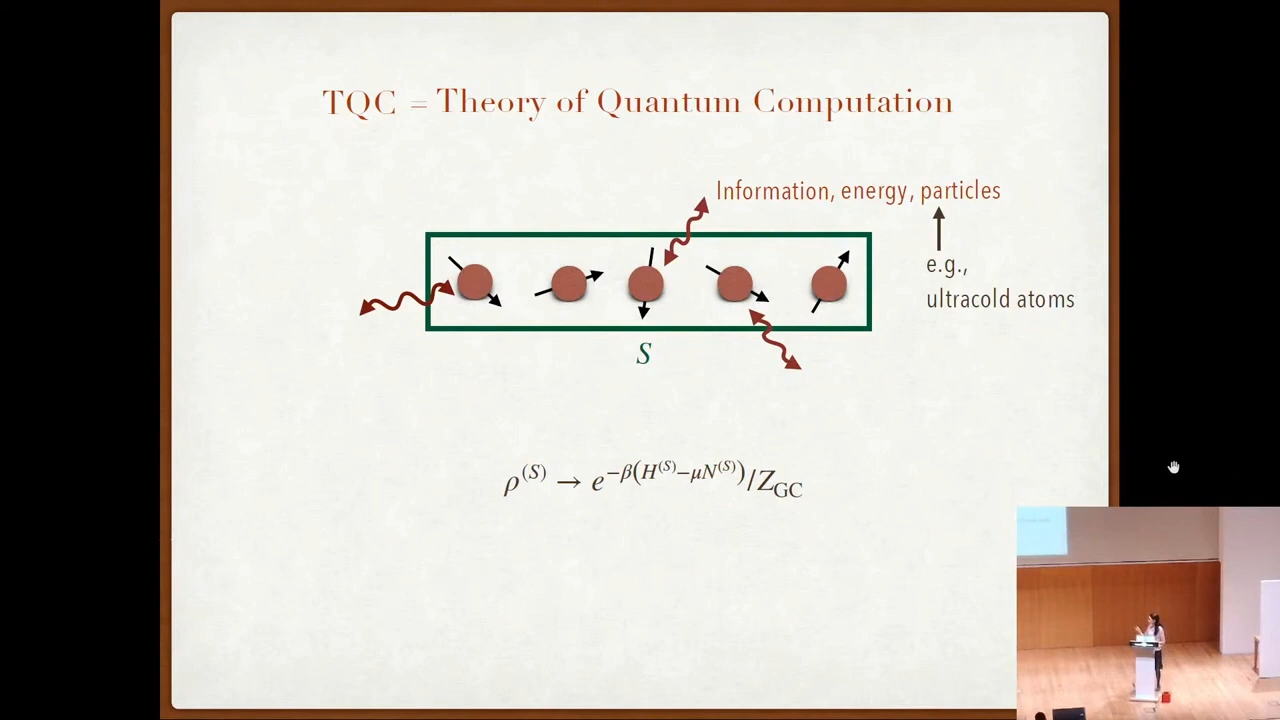 TQC = Theory of Quantum Computation
Information, energy, particles
e.g.,
ultracold atoms
S
ρ^(S) → e^{−β(H^(S)−μN^(S))}/Z_GC